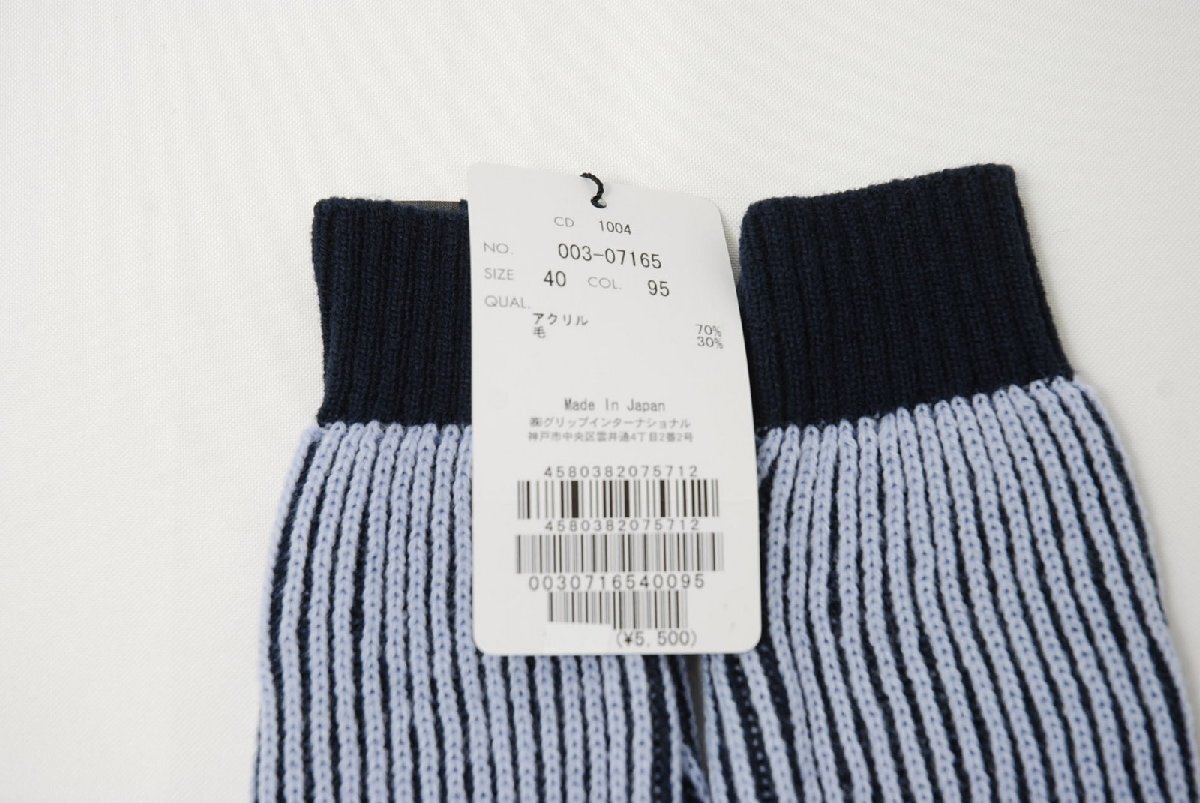 CD 1004
NO. 003-07165
SIZE 40 COL. 95
QUAL.
アクリル 70%
毛 30%
Made In Japan
㈱グリップインターナショナル
神戸市中央区雲井通4丁目2番2号
4580382075712
4580382075712
0030716540095
(¥5,500)